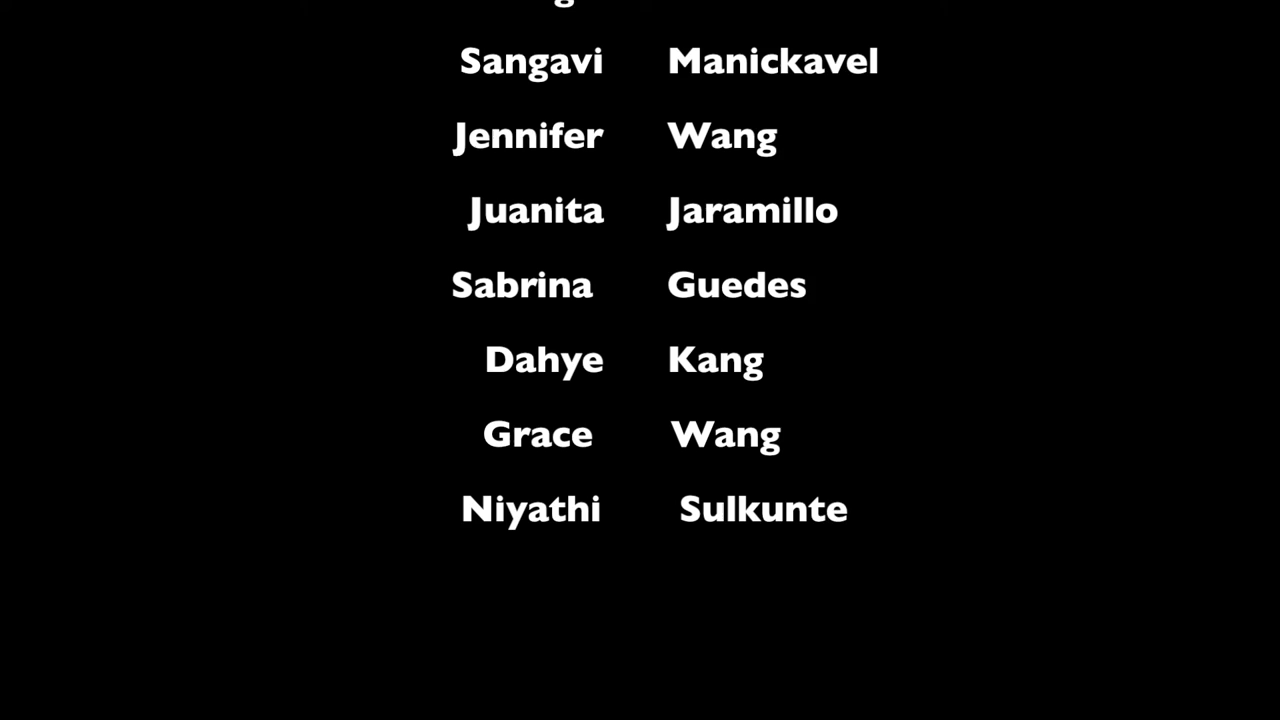 Sangavi Manickavel
Jennifer Wang
Juanita Jaramillo
Sabrina Guedes
Dahye Kang
Grace Wang
Niyathi Sulkunte